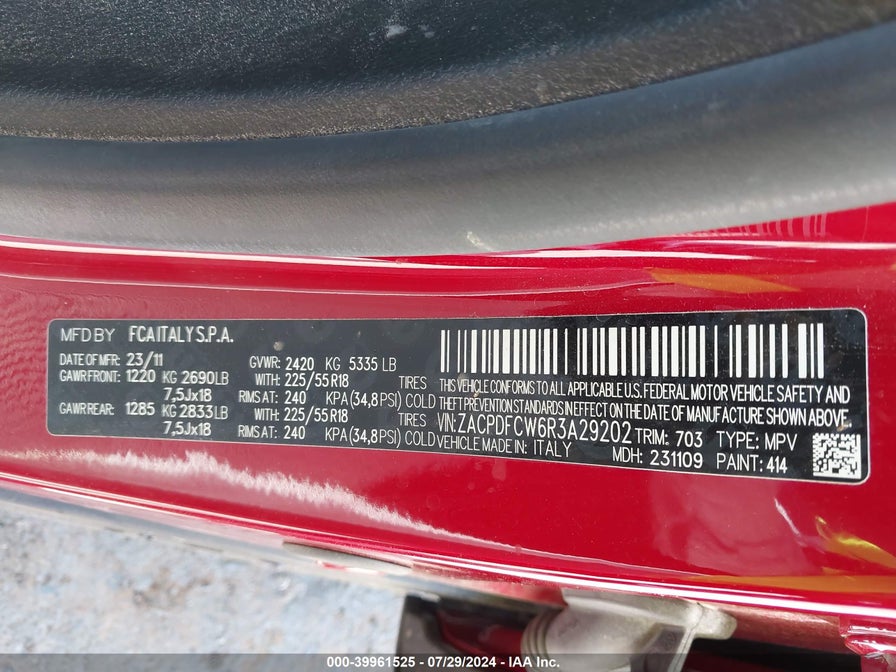 MFD BY FCA ITALY S.P.A.
DATE OF MFR: 23/11 GVWR: 2420 KG 5335 LB
GAWR FRONT: 1220 KG 2690LB WITH: 225/55 R18 TIRES
7,5Jx18 RIMS AT: 240 KPA (34,8PSI) COLD
GAWR REAR: 1285 KG 2833LB WITH: 225/55 R18 TIRES
7,5Jx18 RIMS AT: 240 KPA (34,8PSI) COLD
THIS VEHICLE CONFORMS TO ALL APPLICABLE U.S. FEDERAL MOTOR VEHICLE SAFETY AND
THEFT PREVENTION STANDARDS IN EFFECT ON THE DATE OF MANUFACTURE SHOWN ABOVE.
VIN: ZACPDFCW6R3A29202 TRIM: 703 TYPE: MPV
VEHICLE MADE IN: ITALY MDH: 231109 PAINT: 414
000-39961525 - 07/29/2024 - IAA Inc.